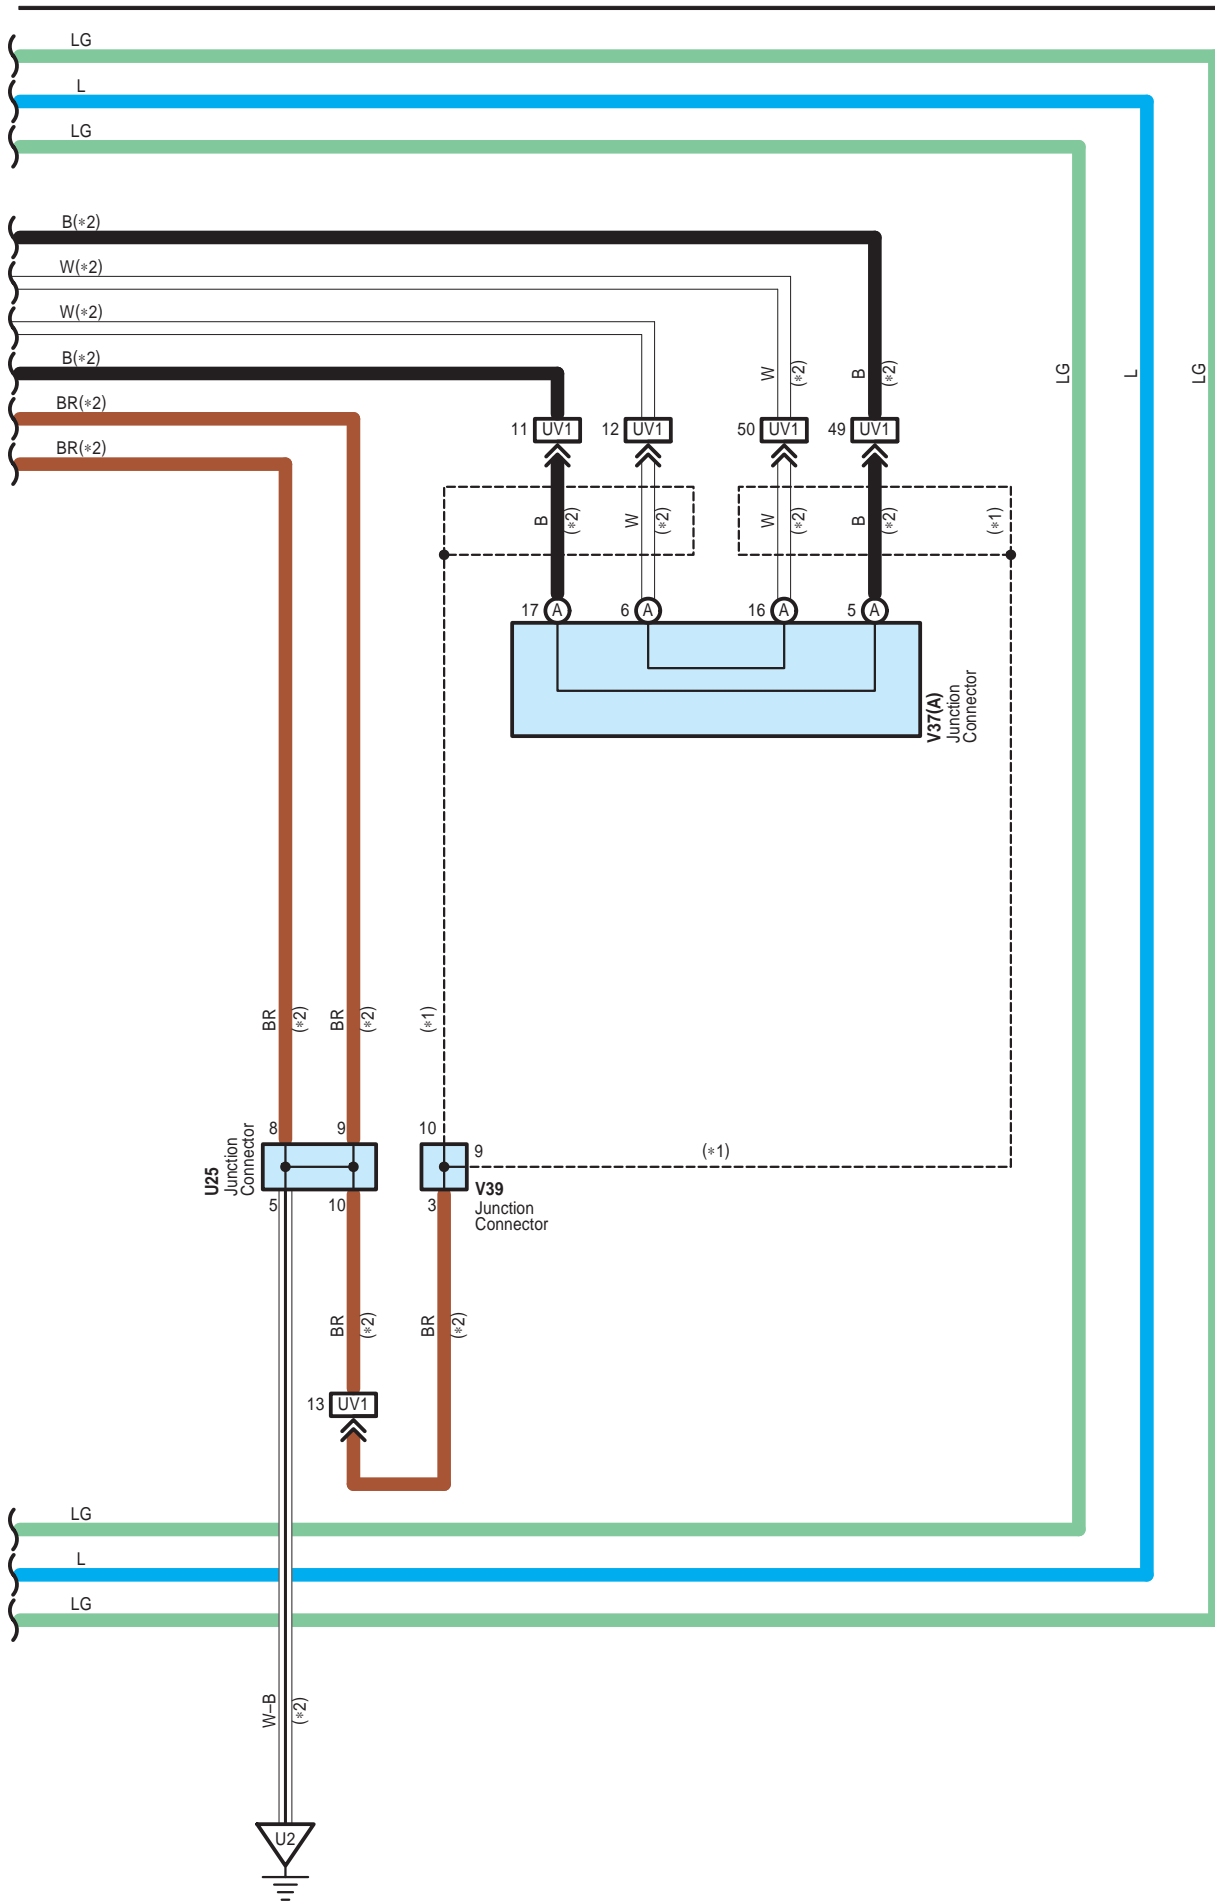 LG
L
LG
B(*2)
W(*2)
W(*2)
B(*2)
BR(*2)
BR(*2)
W
(*2)
B
(*2)
LG
L
LG
11 UV1
12 UV1
50 UV1
49 UV1
B
(*2)
W
(*2)
W
(*2)
B
(*2)
(*1)
17 A
6 A
16 A
5 A
V37(A)
Junction
Connector
BR
(*2)
BR
(*2)
(*1)
8
9
10
U25
Junction
Connector
9
(*1)
5
10
3
V39
Junction
Connector
BR
(*2)
BR
(*2)
13 UV1
LG
L
LG
W–B
(*2)
U2